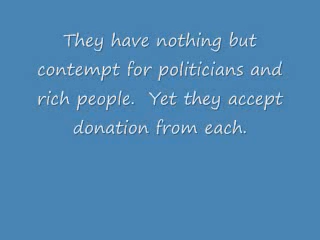 They have nothing but
contempt for politicians and
rich people.  Yet they accept
donation from each.